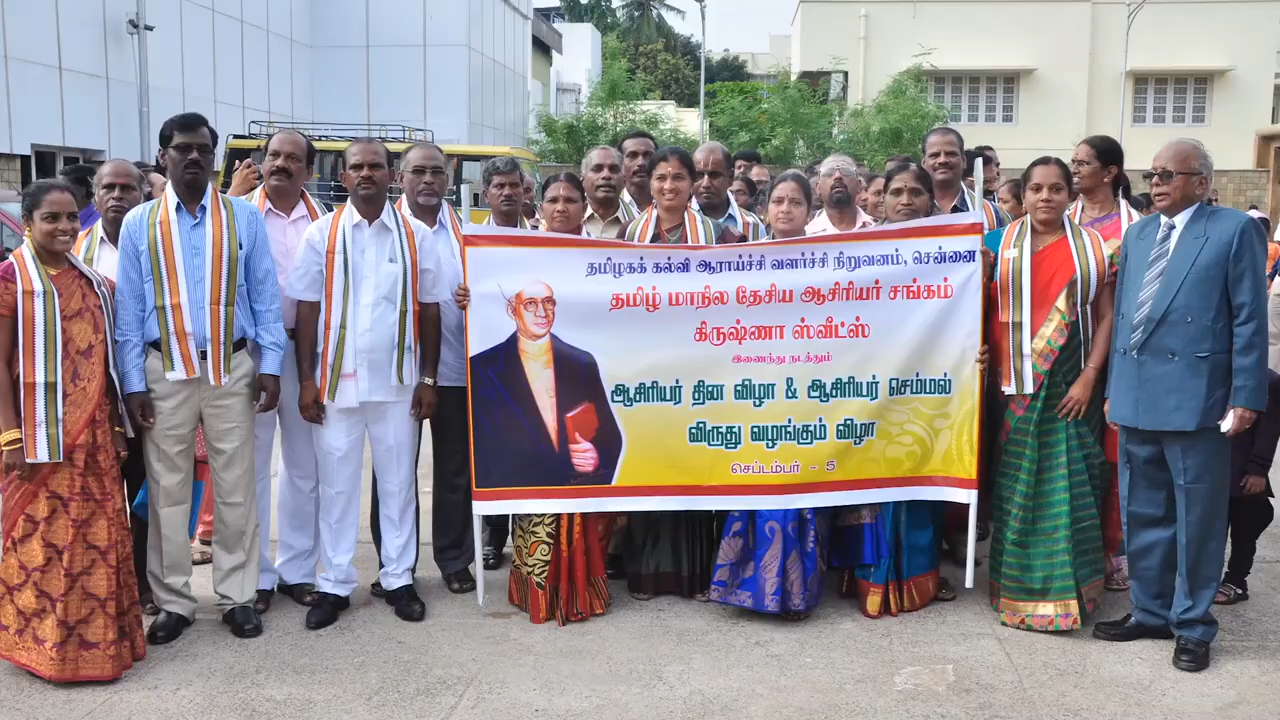 தமிழகக் கல்வி ஆராய்ச்சி வளர்ச்சி நிறுவனம், சென்னை
தமிழ் மாநில தேசிய ஆசிரியர் சங்கம்
கிருஷ்ணா ஸ்வீட்ஸ்
இணைந்து நடத்தும்
ஆசிரியர் தின விழா & ஆசிரியர் செம்மல்
விருது வழங்கும் விழா
செப்டம்பர் - 5